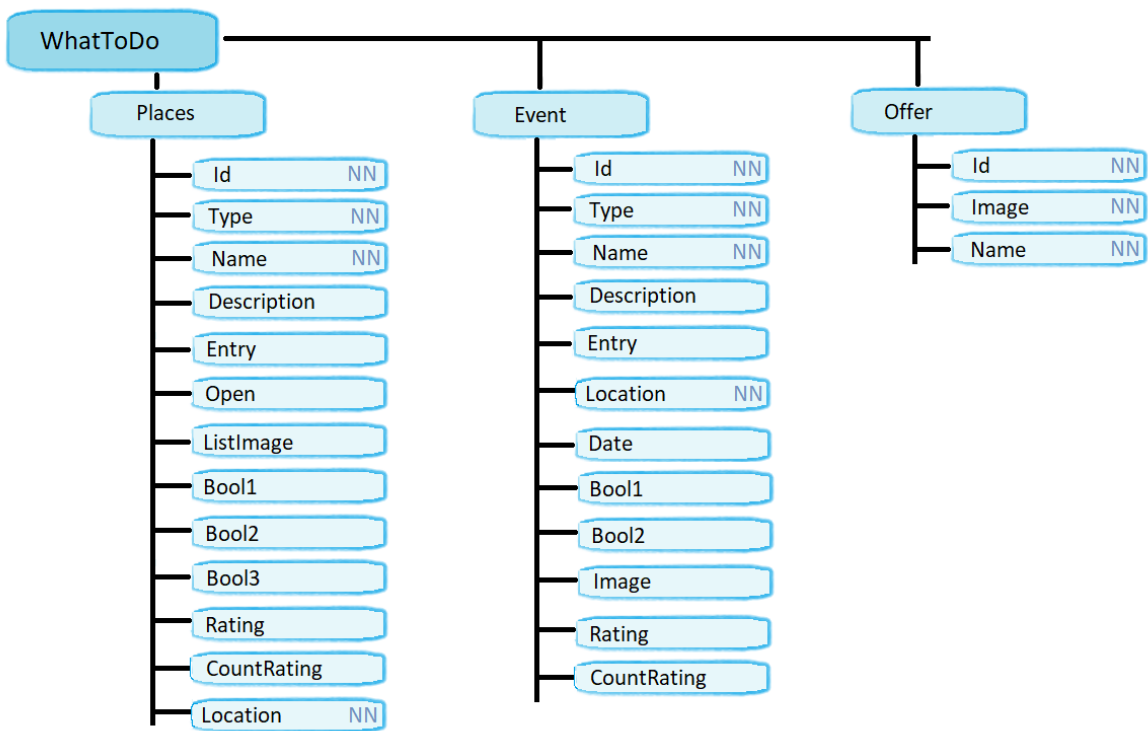 WhatToDo
Places
Id NN
Type NN
Name NN
Description
Entry
Open
ListImage
Bool1
Bool2
Bool3
Rating
CountRating
Location NN
Event
Id NN
Type NN
Name NN
Description
Entry
Location NN
Date
Bool1
Bool2
Image
Rating
CountRating
Offer
Id NN
Image NN
Name NN